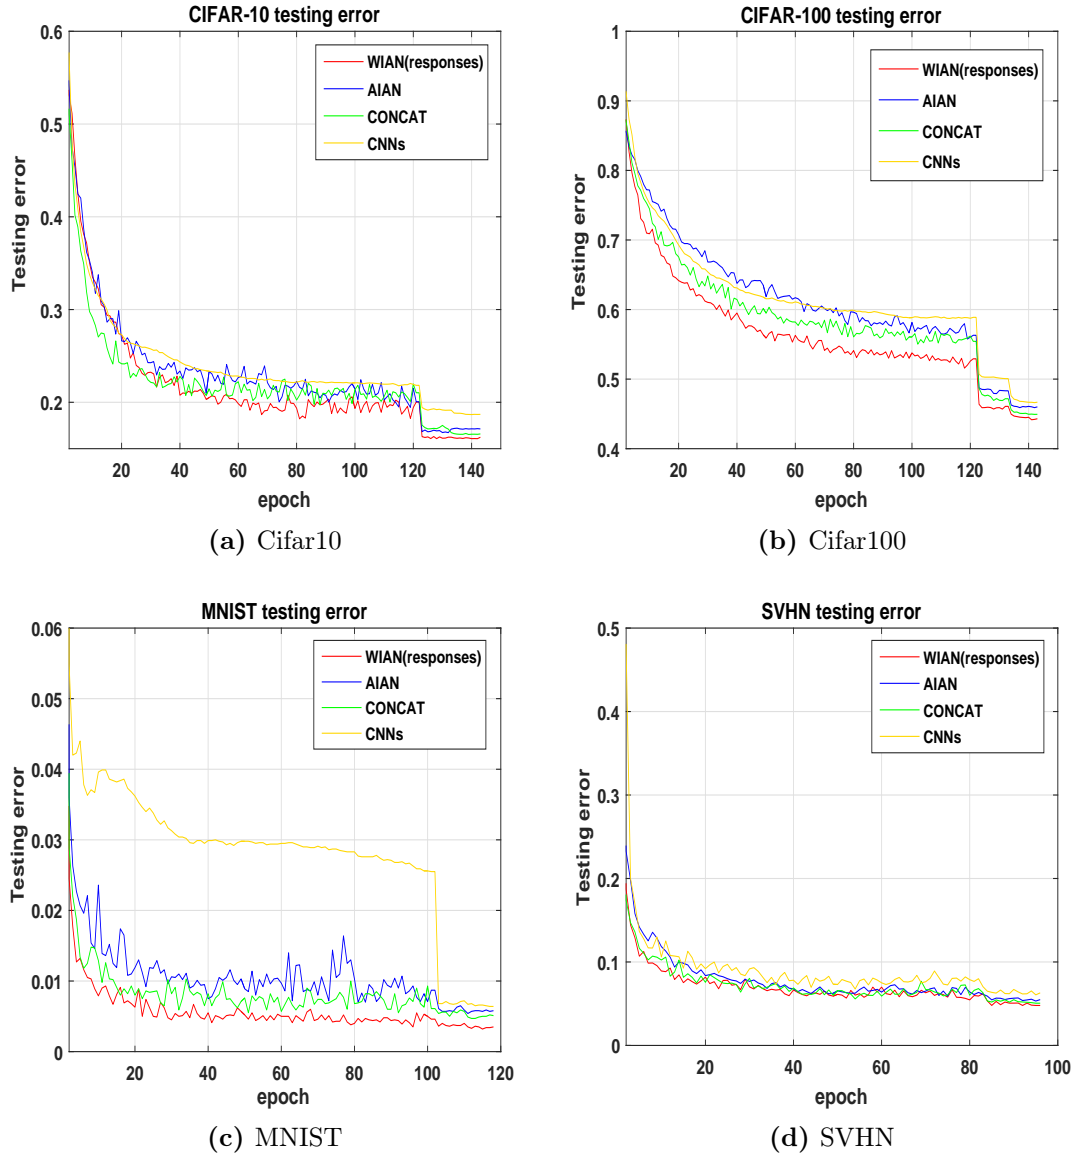 CIFAR-10 testing error
0.6
0.5
0.4
0.3
0.2
Testing error
WIAN(responses)
AIAN
CONCAT
CNNs
20 40 60 80 100 120 140
epoch
(a) Cifar10
CIFAR-100 testing error
1
0.9
0.8
0.7
0.6
0.5
0.4
Testing error
WIAN(responses)
AIAN
CONCAT
CNNs
20 40 60 80 100 120 140
epoch
(b) Cifar100
MNIST testing error
0.06
0.05
0.04
0.03
0.02
0.01
0
Testing error
WIAN(responses)
AIAN
CONCAT
CNNs
20 40 60 80 100 120
epoch
(c) MNIST
SVHN testing error
0.5
0.4
0.3
0.2
0.1
0
Testing error
WIAN(responses)
AIAN
CONCAT
CNNs
20 40 60 80 100
epoch
(d) SVHN